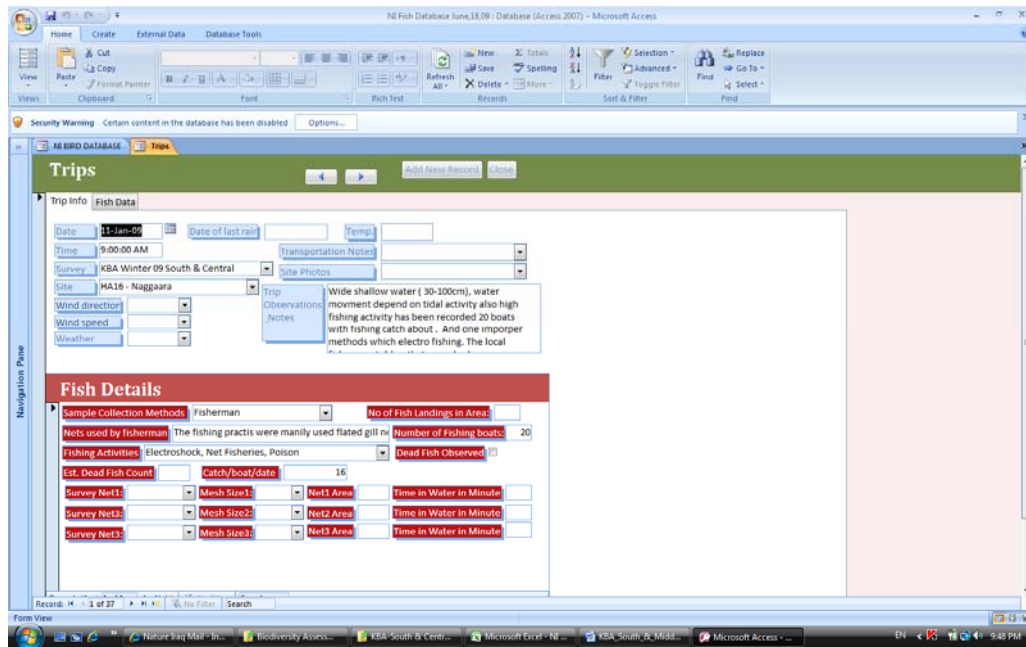 NI Fish Database June,18,09 : Database (Access 2007) - Microsoft Access
Home Create External Data Database Tools
View Paste Cut Copy Format Painter Refresh All New Save Delete Totals Spelling More Filter Selection Advanced Toggle Filter Find Replace Go To Select
Views Clipboard Font Rich Text Records Sort & Filter Find
Security Warning Certain content in the database has been disabled Options...
NI BIRD DATABASE Trips
Trips Add New Record Close
Trip Info Fish Data
Date 11-Jan-09 Date of last rain Temp.
Time 9:00:00 AM Transportation Notes
Survey KBA Winter 09 South & Central Site Photos
Site HA16 - Naggaara
Wind direction
Wind speed
Weather
Trip Observations_Notes
Wide shallow water ( 30-100cm), water
movment depend on tidal activity also high
fishing activity has been recorded 20 boats
with fishing catch about . And one imporper
methods which electro fishing. The local
Navigation Pane
Fish Details
Sample Collection Methods Fisherman No of Fish Landings in Area:
Nets used by fisherman The fishing practis were manily used flated gill n Number of Fishing boats: 20
Fishing Activities Electroshock, Net Fisheries, Poison Dead Fish Observed
Est. Dead Fish Count Catch/boat/date 16
Survey Net1: Mesh Size1: Net1 Area Time in Water in Minute
Survey Net3: Mesh Size2: Net2 Area Time in Water in Minute
Survey Net3: Mesh Size3: Net3 Area Time in Water in Minute
Record: 1 of 37 No Filter Search
Form View
Nature Iraq Mail - In... Biodiversity Assess... KBA-South & Centr... Microsoft Excel - NI ... KBA_South_&_Midd... Microsoft Access - ... EN 9:48 PM